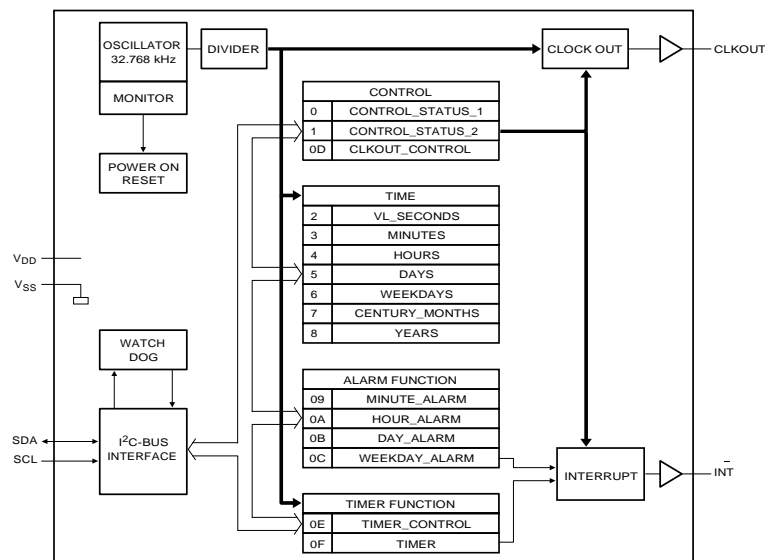 OSCILLATOR
32.768 kHz
DIVIDER
MONITOR
POWER ON
RESET
CLOCK OUT
CLKOUT
CONTROL
0 CONTROL_STATUS_1
1 CONTROL_STATUS_2
0D CLKOUT_CONTROL
TIME
2 VL_SECONDS
3 MINUTES
4 HOURS
5 DAYS
6 WEEKDAYS
7 CENTURY_MONTHS
8 YEARS
VDD
VSS
WATCH
DOG
I²C-BUS
INTERFACE
SDA
SCL
ALARM FUNCTION
09 MINUTE_ALARM
0A HOUR_ALARM
0B DAY_ALARM
0C WEEKDAY_ALARM
INTERRUPT
INT
TIMER FUNCTION
0E TIMER_CONTROL
0F TIMER